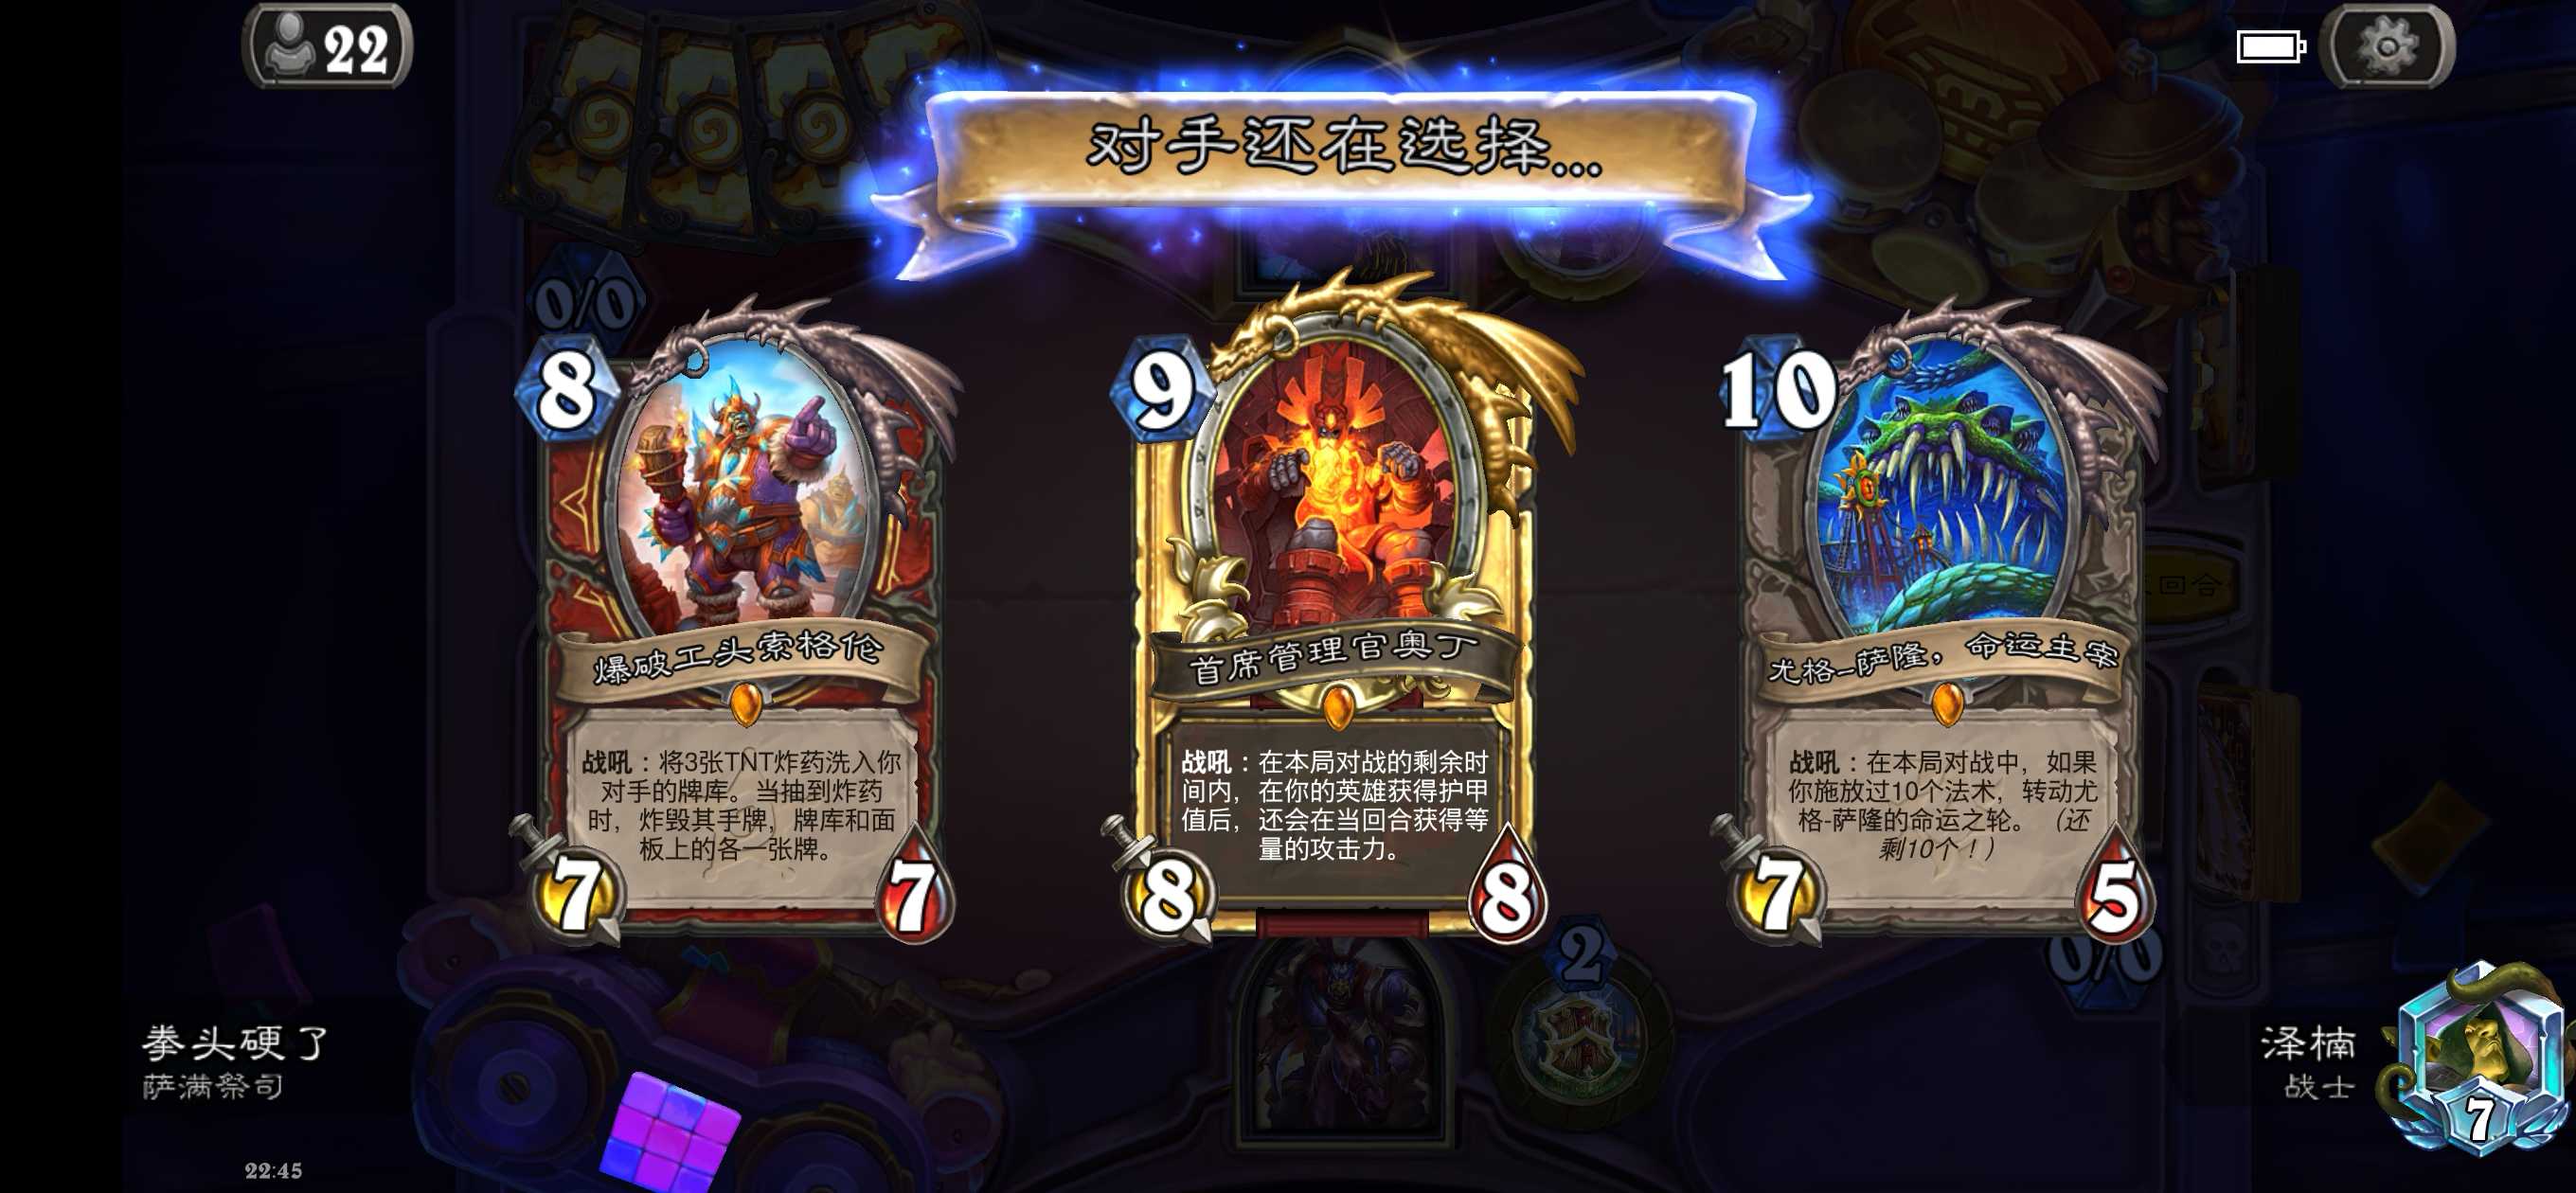 22
对手还在选择...
0/0
8
爆破工头索格伦
战吼：将3张TNT炸药洗入你
对手的牌库。当抽到炸药
时，炸毁其手牌，牌库和面
板上的各一张牌。
7
7
9
首席管理官奥丁
战吼：在本局对战的剩余时
间内，在你的英雄获得护甲
值后，还会在当回合获得等
量的攻击力。
8
8
10
尤格-萨隆，命运主宰
战吼：在本局对战中，如果
你施放过10个法术，转动尤
格-萨隆的命运之轮。（还
剩10个！）
7
5
回合
2
0/0
拳头硬了
萨满祭司
22:45
泽楠
战士
7